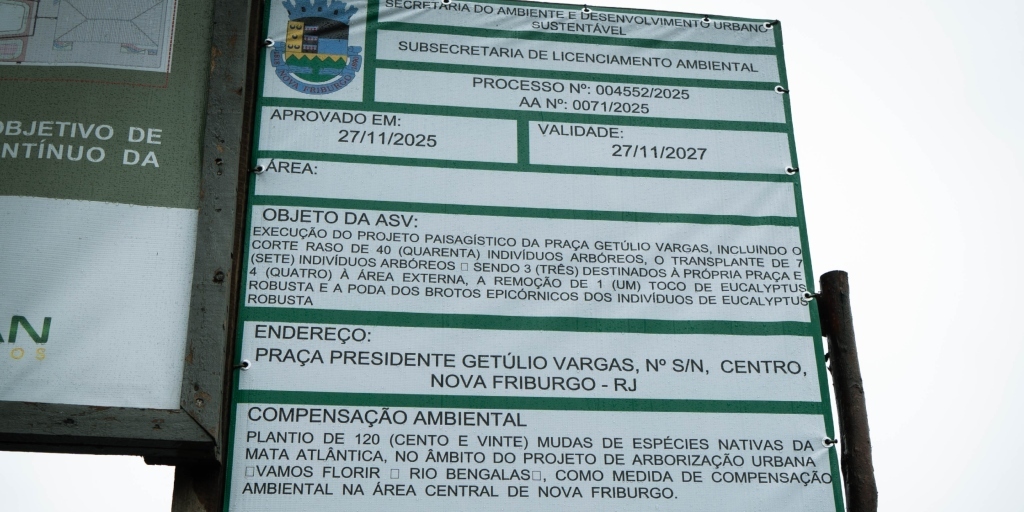 OBJETIVO DE
NTÍNUO DA
AN
OS
NOVA FRIBURGO
SECRETARIA DO AMBIENTE E DESENVOLVIMENTO URBANO
SUSTENTÁVEL
SUBSECRETARIA DE LICENCIAMENTO AMBIENTAL
PROCESSO Nº: 004552/2025
AA Nº: 0071/2025
APROVADO EM:
27/11/2025
VALIDADE:
27/11/2027
ÁREA:
OBJETO DA ASV:
EXECUÇÃO DO PROJETO PAISAGÍSTICO DA PRAÇA GETÚLIO VARGAS, INCLUINDO O
CORTE RASO DE 40 (QUARENTA) INDIVÍDUOS ARBÓREOS, O TRANSPLANTE DE 7
(SETE) INDIVÍDUOS ARBÓREOS □ SENDO 3 (TRÊS) DESTINADOS À PRÓPRIA PRAÇA E
4 (QUATRO) À ÁREA EXTERNA, A REMOÇÃO DE 1 (UM) TOCO DE EUCALYPTUS
ROBUSTA E A PODA DOS BROTOS EPICÓRNICOS DOS INDIVÍDUOS DE EUCALYPTUS
ROBUSTA
ENDEREÇO:
PRAÇA PRESIDENTE GETÚLIO VARGAS, Nº S/N, CENTRO,
NOVA FRIBURGO - RJ
COMPENSAÇÃO AMBIENTAL
PLANTIO DE 120 (CENTO E VINTE) MUDAS DE ESPÉCIES NATIVAS DA
MATA ATLÂNTICA, NO ÂMBITO DO PROJETO DE ARBORIZAÇÃO URBANA
□VAMOS FLORIR □ RIO BENGALAS□, COMO MEDIDA DE COMPENSAÇÃO
AMBIENTAL NA ÁREA CENTRAL DE NOVA FRIBURGO.